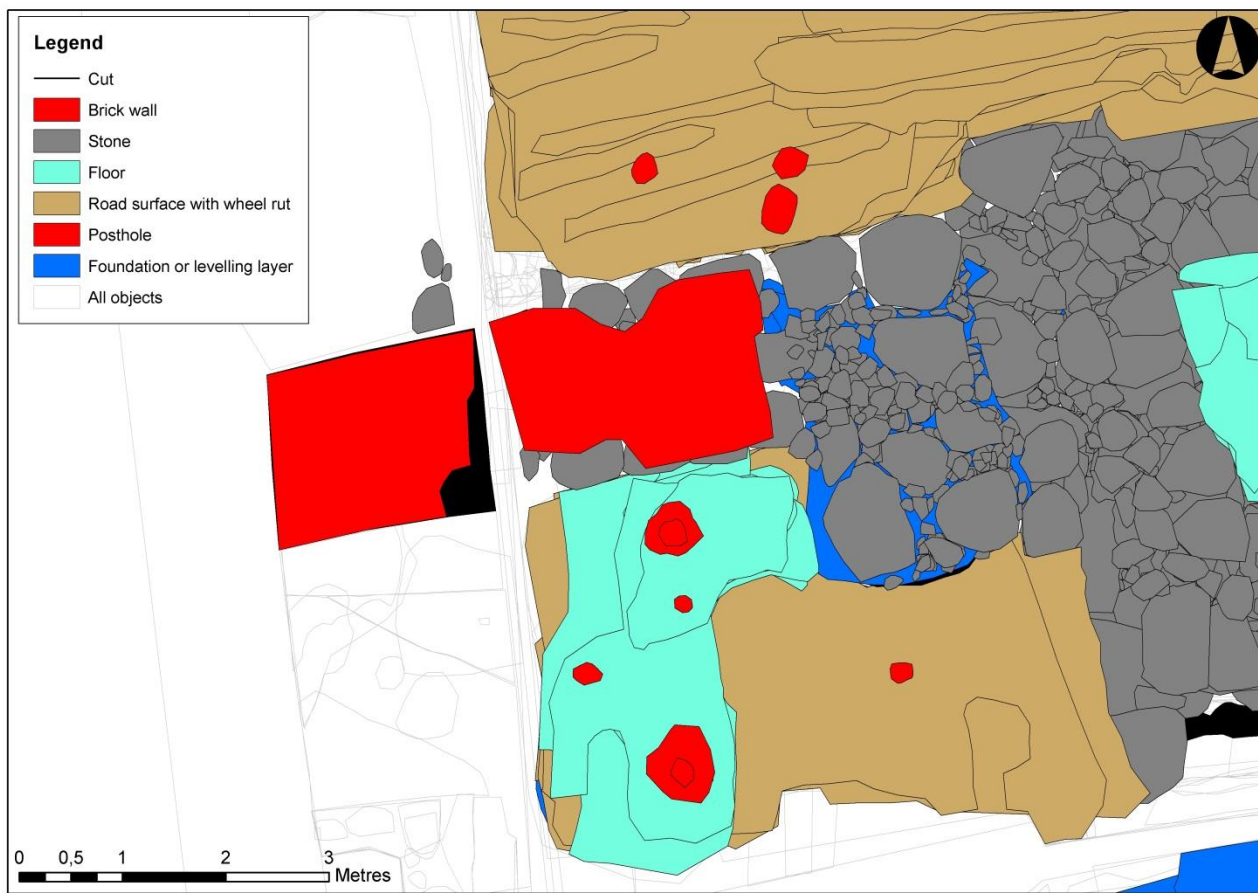 Legend
Cut
Brick wall
Stone
Floor
Road surface with wheel rut
Posthole
Foundation or levelling layer
All objects
0 0,5 1 2 3
Metres